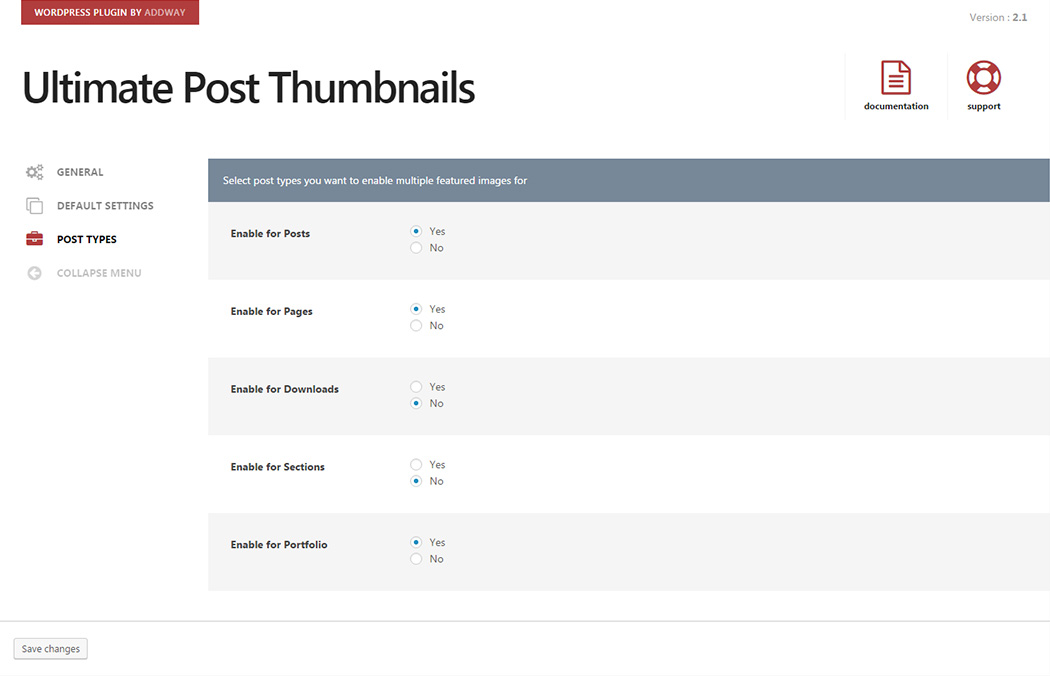 WORDPRESS PLUGIN BY ADDWAY
Version : 2.1
Ultimate Post Thumbnails
documentation
support
GENERAL
DEFAULT SETTINGS
POST TYPES
COLLAPSE MENU
Select post types you want to enable multiple featured images for
Enable for Posts
Yes
No
Enable for Pages
Yes
No
Enable for Downloads
Yes
No
Enable for Sections
Yes
No
Enable for Portfolio
Yes
No
Save changes